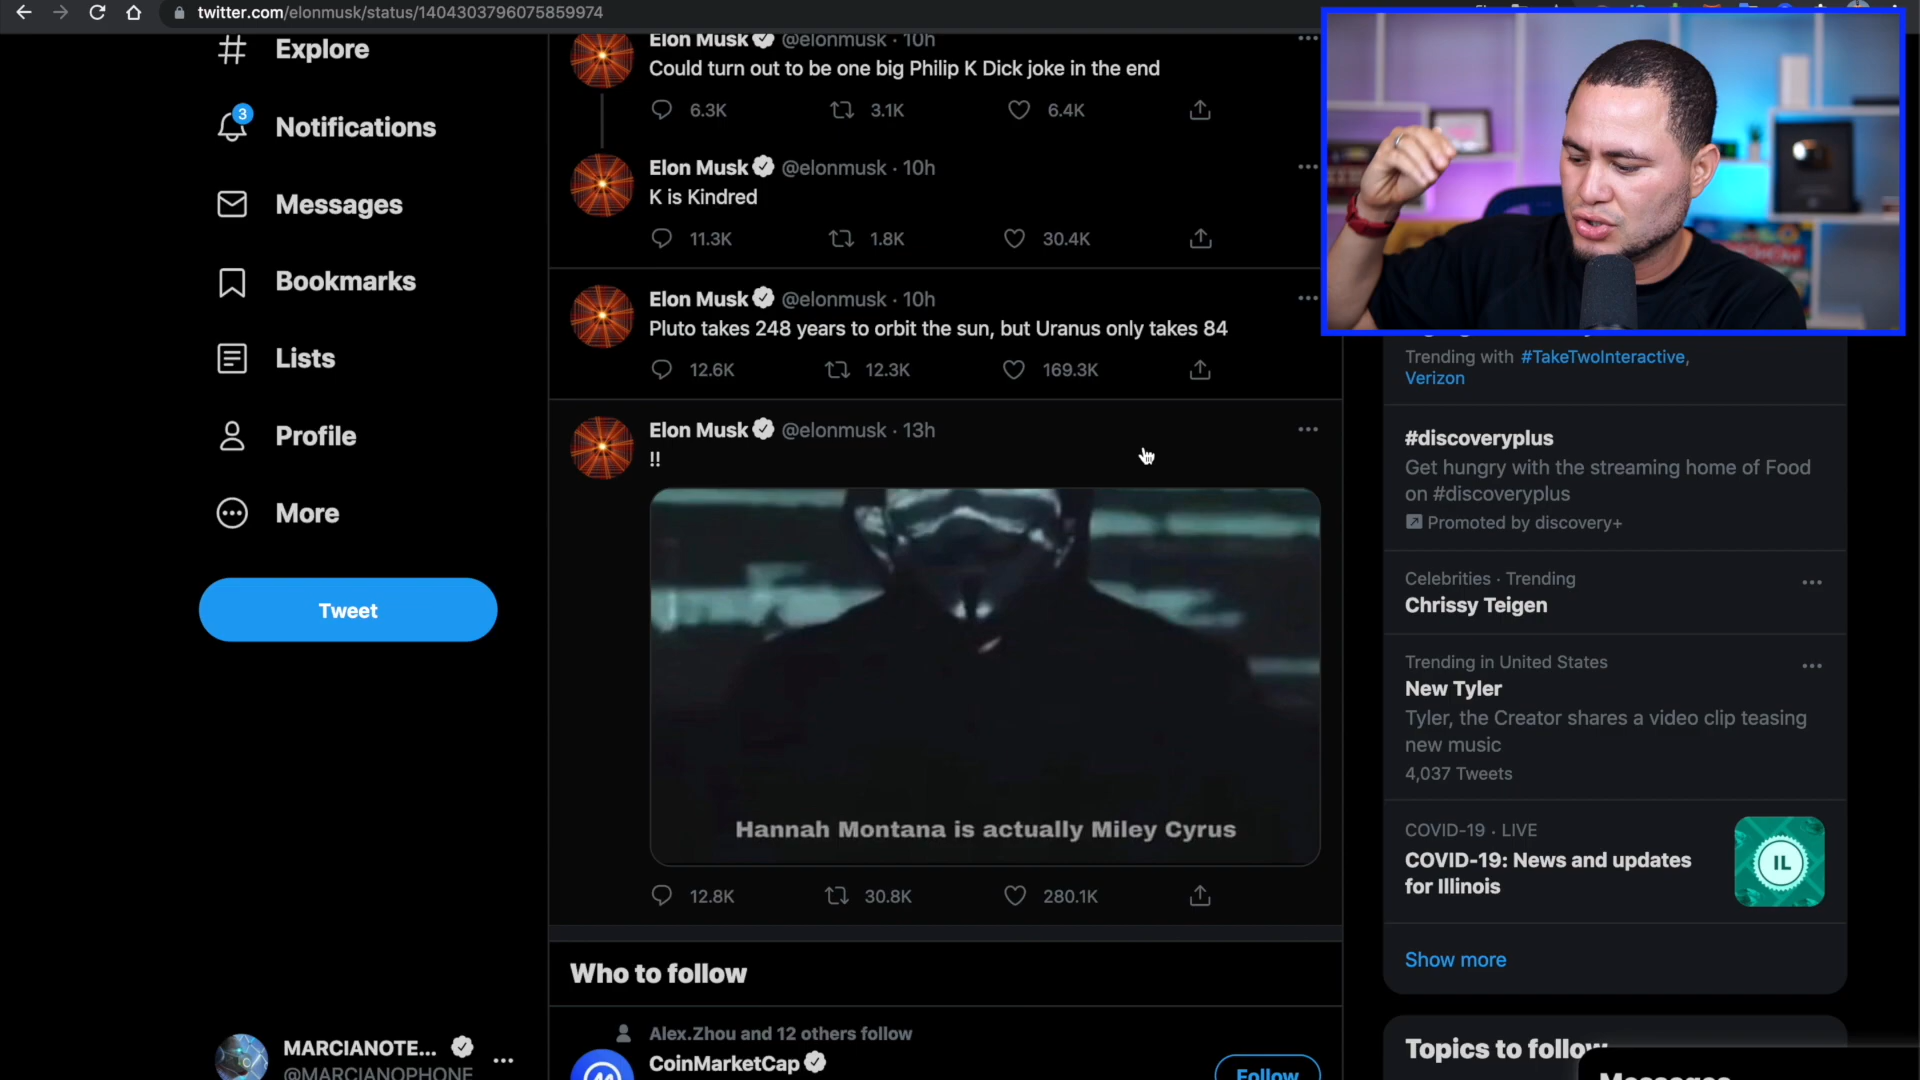 twitter.com/elonmusk/status/1404303796075859974
Explore
3
Notifications
Messages
Bookmarks
Lists
Profile
More
Tweet
MARCIANOTE...
@MARCIANOPHONE
Elon Musk @elonmusk · 10h
Could turn out to be one big Philip K Dick joke in the end
6.3K 3.1K 6.4K
Elon Musk @elonmusk · 10h
K is Kindred
11.3K 1.8K 30.4K
Elon Musk @elonmusk · 10h
Pluto takes 248 years to orbit the sun, but Uranus only takes 84
12.6K 12.3K 169.3K
Elon Musk @elonmusk · 13h
!!
Hannah Montana is actually Miley Cyrus
12.8K 30.8K 280.1K
Who to follow
Alex.Zhou and 12 others follow
CoinMarketCap
Follow
Trending with #TakeTwoInteractive,
Verizon
#discoveryplus
Get hungry with the streaming home of Food
on #discoveryplus
Promoted by discovery+
Celebrities · Trending
Chrissy Teigen
Trending in United States
New Tyler
Tyler, the Creator shares a video clip teasing
new music
4,037 Tweets
COVID-19 · LIVE
COVID-19: News and updates
for Illinois
IL
Show more
Topics to follow
Messages